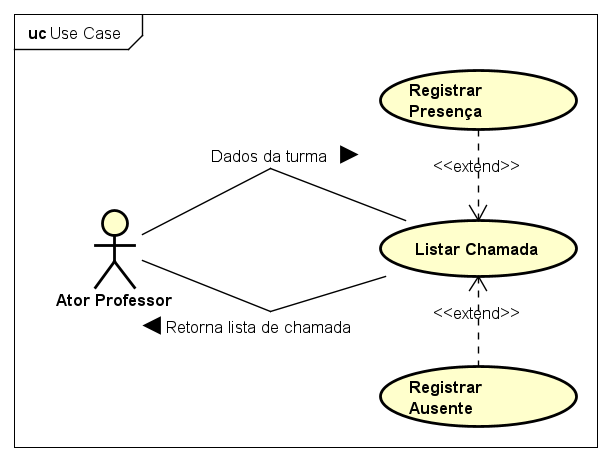 uc Use Case
Registrar
Presença
Dados da turma
<<extend>>
Listar Chamada
Ator Professor
<<extend>>
Retorna lista de chamada
Registrar
Ausente